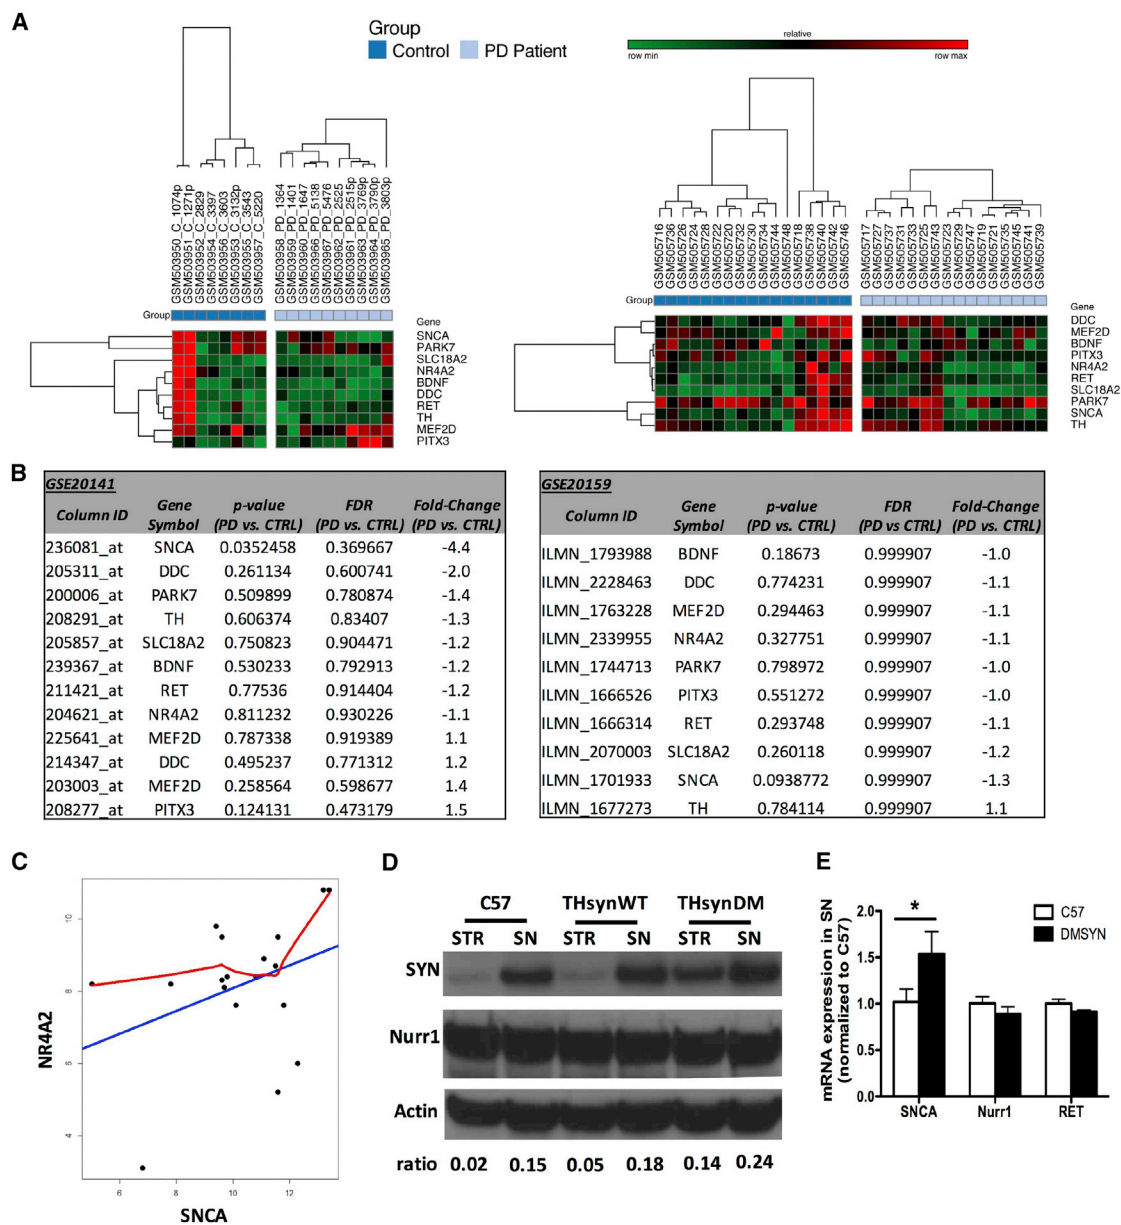 A
Group
Control PD Patient
relative
row min row max
GSM503950_C_1074p
GSM503951_C_1271p
GSM503952_C_2829
GSM503954_C_3397
GSM503956_C_3603
GSM503953_C_3132p
GSM503955_C_3543
GSM503957_C_5220
GSM503958_PD_1364
GSM503959_PD_1401
GSM503960_PD_1647
GSM503966_PD_5138
GSM503967_PD_5476
GSM503962_PD_2525
GSM503961_PD_2515p
GSM503963_PD_3769p
GSM503964_PD_3790p
GSM503965_PD_3803p
Group
Gene
SNCA
PARK7
SLC18A2
NR4A2
BDNF
DDC
RET
TH
MEF2D
PITX3
GSM505716
GSM505736
GSM505726
GSM505724
GSM505728
GSM505722
GSM505720
GSM505732
GSM505730
GSM505734
GSM505744
GSM505748
GSM505718
GSM505738
GSM505740
GSM505742
GSM505746
GSM505717
GSM505727
GSM505737
GSM505731
GSM505733
GSM505725
GSM505743
GSM505723
GSM505729
GSM505747
GSM505719
GSM505721
GSM505735
GSM505745
GSM505741
GSM505739
Group
Gene
DDC
MEF2D
BDNF
PITX3
NR4A2
RET
SLC18A2
PARK7
SNCA
TH
B
GSE20141
Column ID Gene Symbol p-value (PD vs. CTRL) FDR (PD vs. CTRL) Fold-Change (PD vs. CTRL)
236081_at SNCA 0.0352458 0.369667 -4.4
205311_at DDC 0.261134 0.600741 -2.0
200006_at PARK7 0.509899 0.780874 -1.4
208291_at TH 0.606374 0.83407 -1.3
205857_at SLC18A2 0.750823 0.904471 -1.2
239367_at BDNF 0.530233 0.792913 -1.2
211421_at RET 0.77536 0.914404 -1.2
204621_at NR4A2 0.811232 0.930226 -1.1
225641_at MEF2D 0.787338 0.919389 1.1
214347_at DDC 0.495237 0.771312 1.2
203003_at MEF2D 0.258564 0.598677 1.4
208277_at PITX3 0.124131 0.473179 1.5
GSE20159
Column ID Gene Symbol p-value (PD vs. CTRL) FDR (PD vs. CTRL) Fold-Change (PD vs. CTRL)
ILMN_1793988 BDNF 0.18673 0.999907 -1.0
ILMN_2228463 DDC 0.774231 0.999907 -1.1
ILMN_1763228 MEF2D 0.294463 0.999907 -1.1
ILMN_2339955 NR4A2 0.327751 0.999907 -1.1
ILMN_1744713 PARK7 0.798972 0.999907 -1.0
ILMN_1666526 PITX3 0.551272 0.999907 -1.0
ILMN_1666314 RET 0.293748 0.999907 -1.1
ILMN_2070003 SLC18A2 0.260118 0.999907 -1.2
ILMN_1701933 SNCA 0.0938772 0.999907 -1.3
ILMN_1677273 TH 0.784114 0.999907 1.1
C
NR4A2
10
8
6
4
6 8 10 12
SNCA
D
C57 THsynWT THsynDM
STR SN STR SN STR SN
SYN
Nurr1
Actin
ratio 0.02 0.15 0.05 0.18 0.14 0.24
E
mRNA expression in SN
(normalized to C57)
2.0
1.5
1.0
0.5
0.0
*
C57
DMSYN
SNCA Nurr1 RET